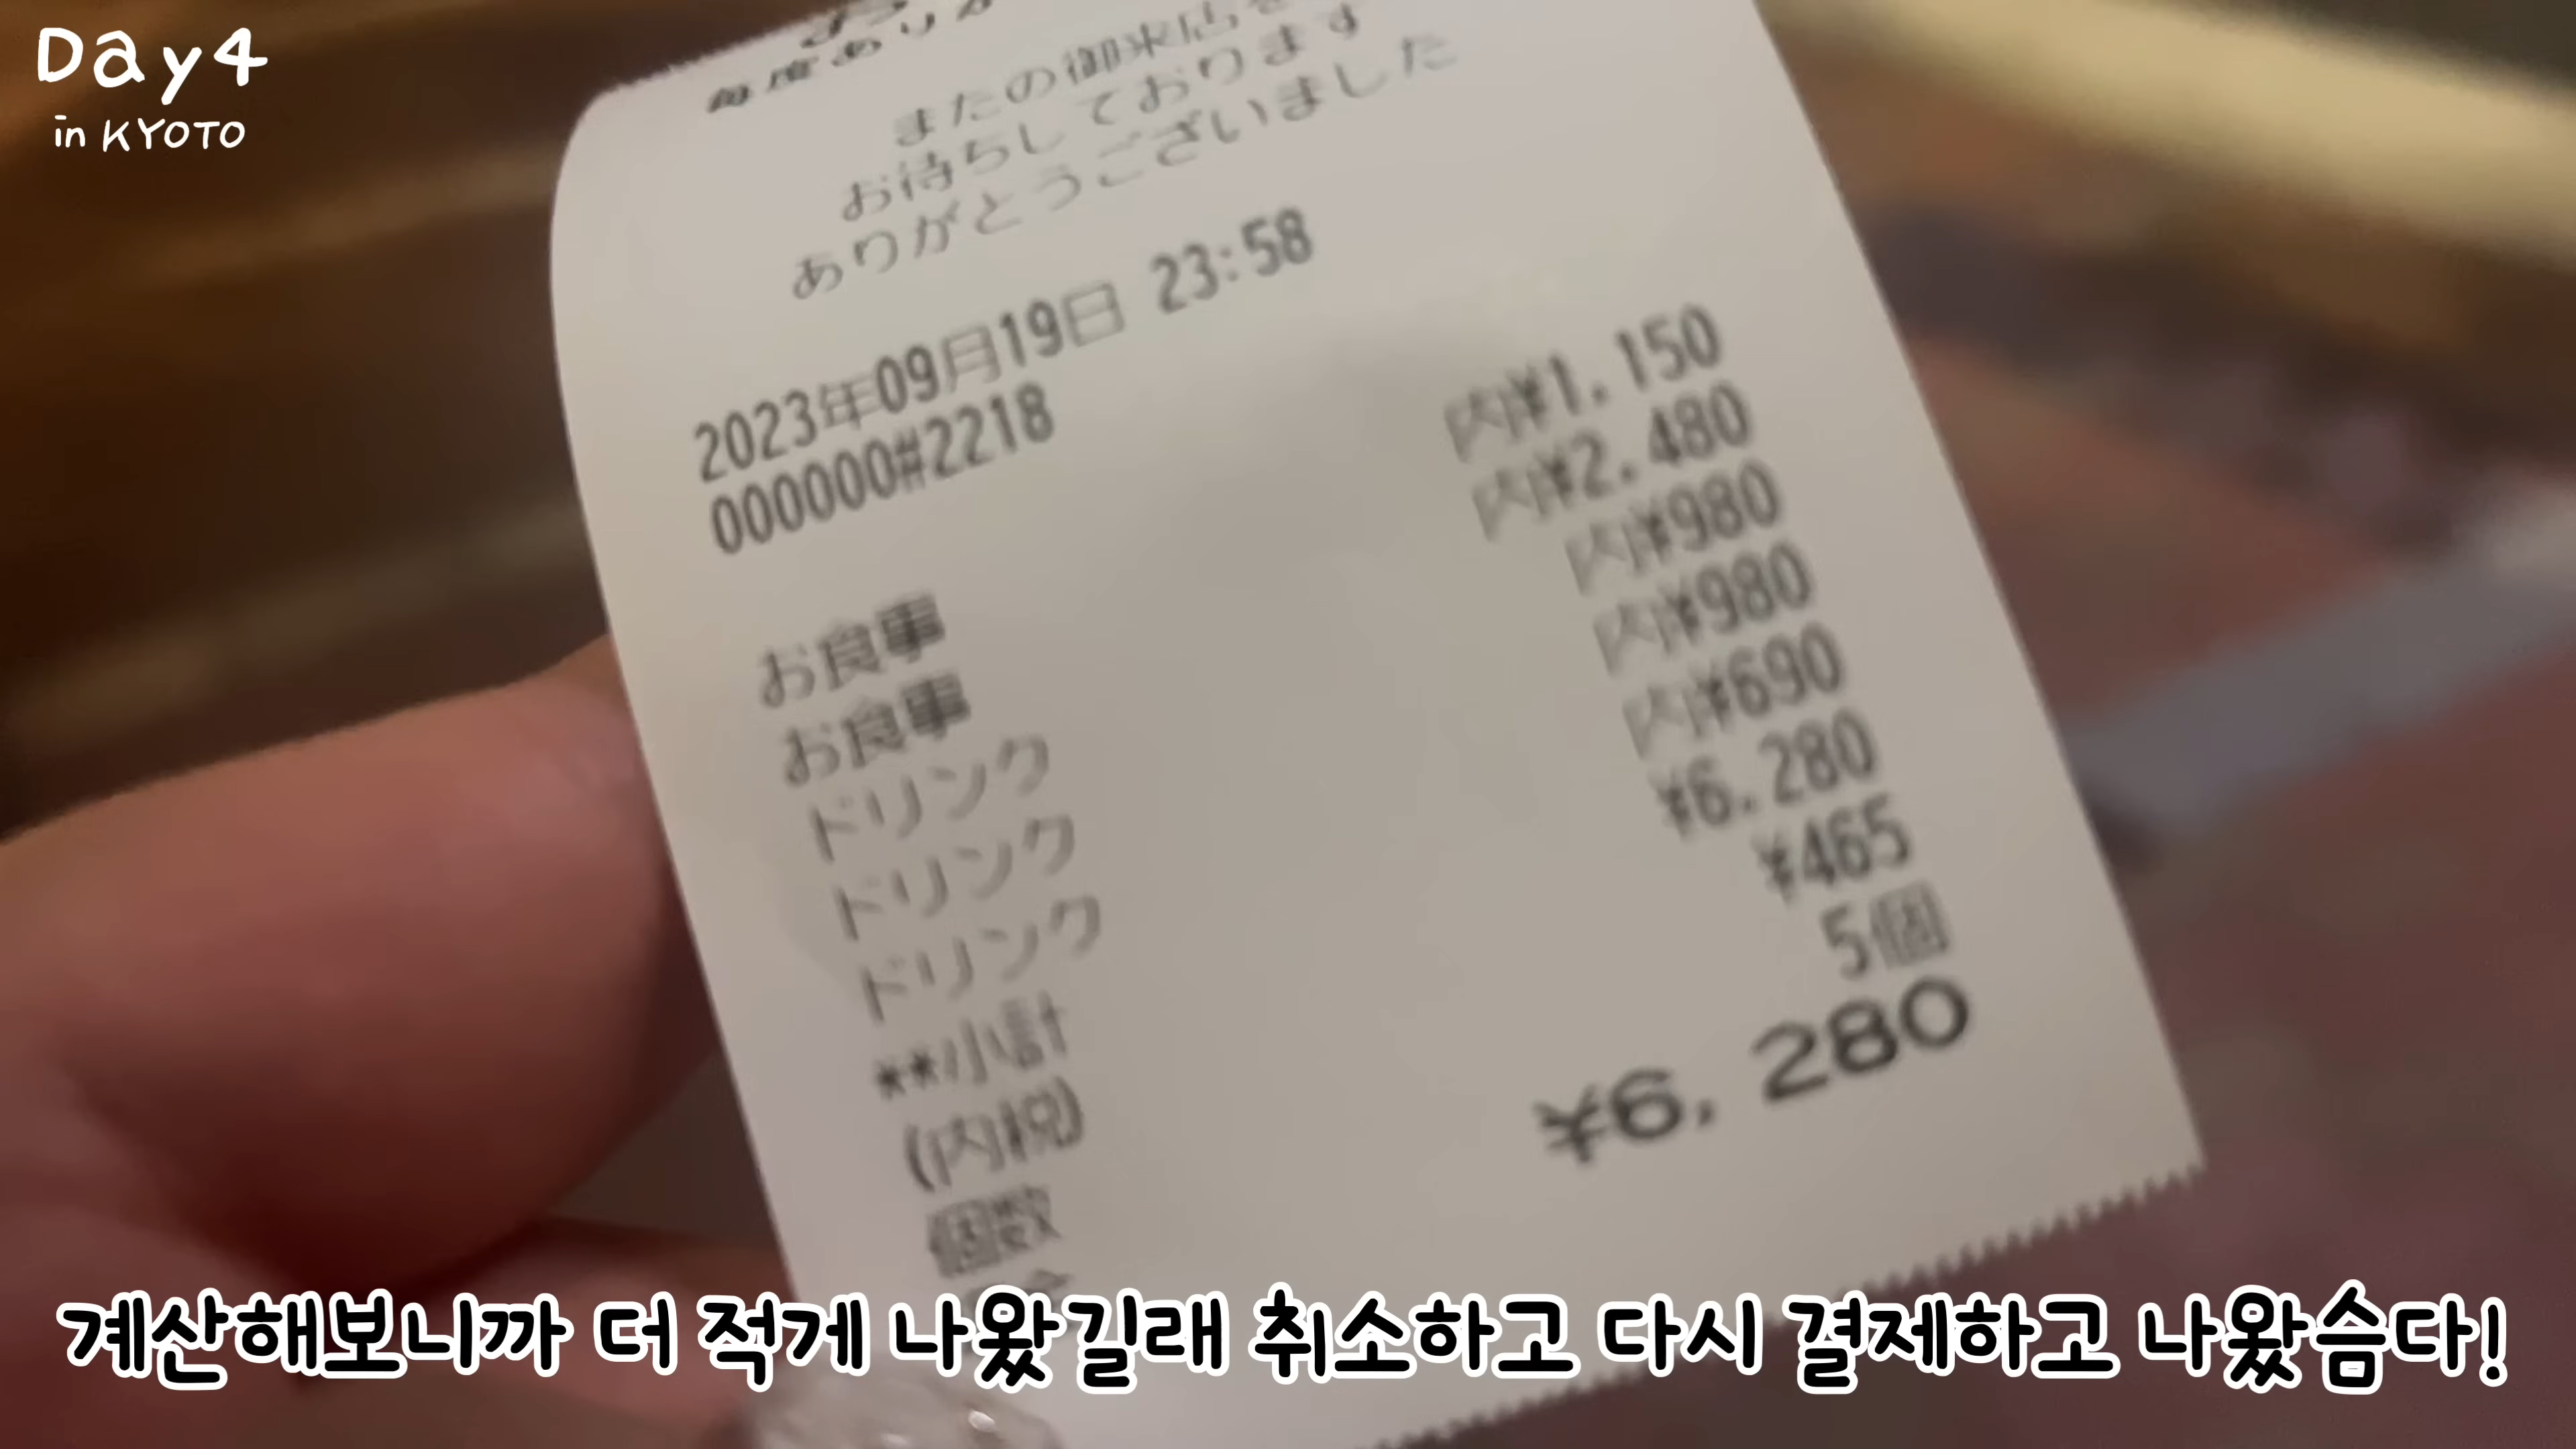 Day4
in KYOTO
毎度あり
またの御来店を
お待ちしております
ありがとうございました
2023年09月19日 23:58
000000#2218
お食事 内¥1,150
お食事 内¥2,480
ドリンク 内¥980
ドリンク 内¥980
ドリンク 内¥690
**小計 ¥6,280
(内税) ¥465
個数 5個
¥6,280
계산해보니까 더 적게 나왔길래 취소하고 다시 결제하고 나왔슴다!